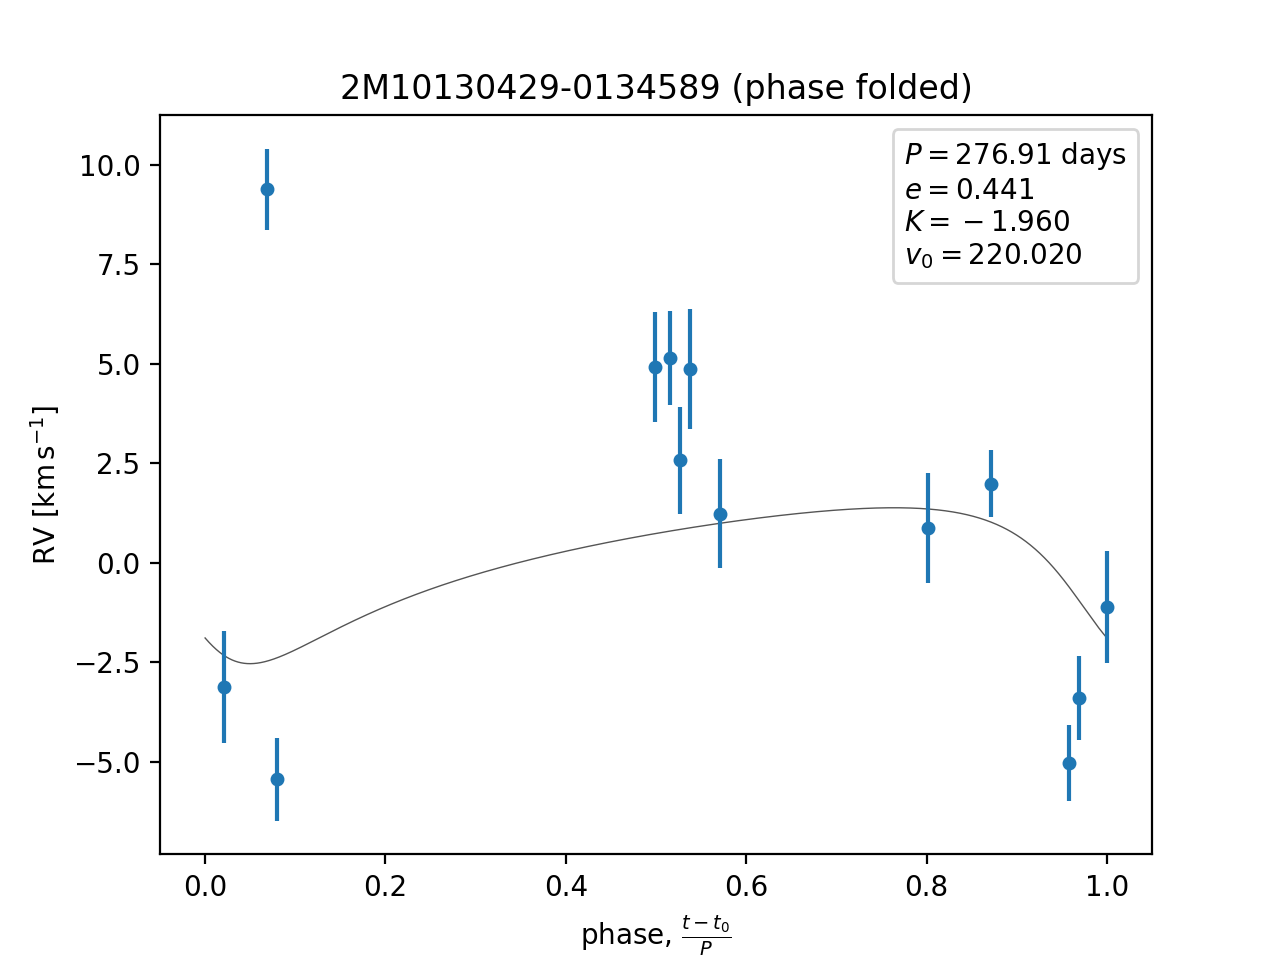 2M10130429-0134589 (phase folded)
P = 276.91 days
e = 0.441
K = −1.960
v₀ = 220.020
10.0
7.5
5.0
2.5
0.0
−2.5
−5.0
RV [km s⁻¹]
0.0 0.2 0.4 0.6 0.8 1.0
phase, (t − t₀)/P